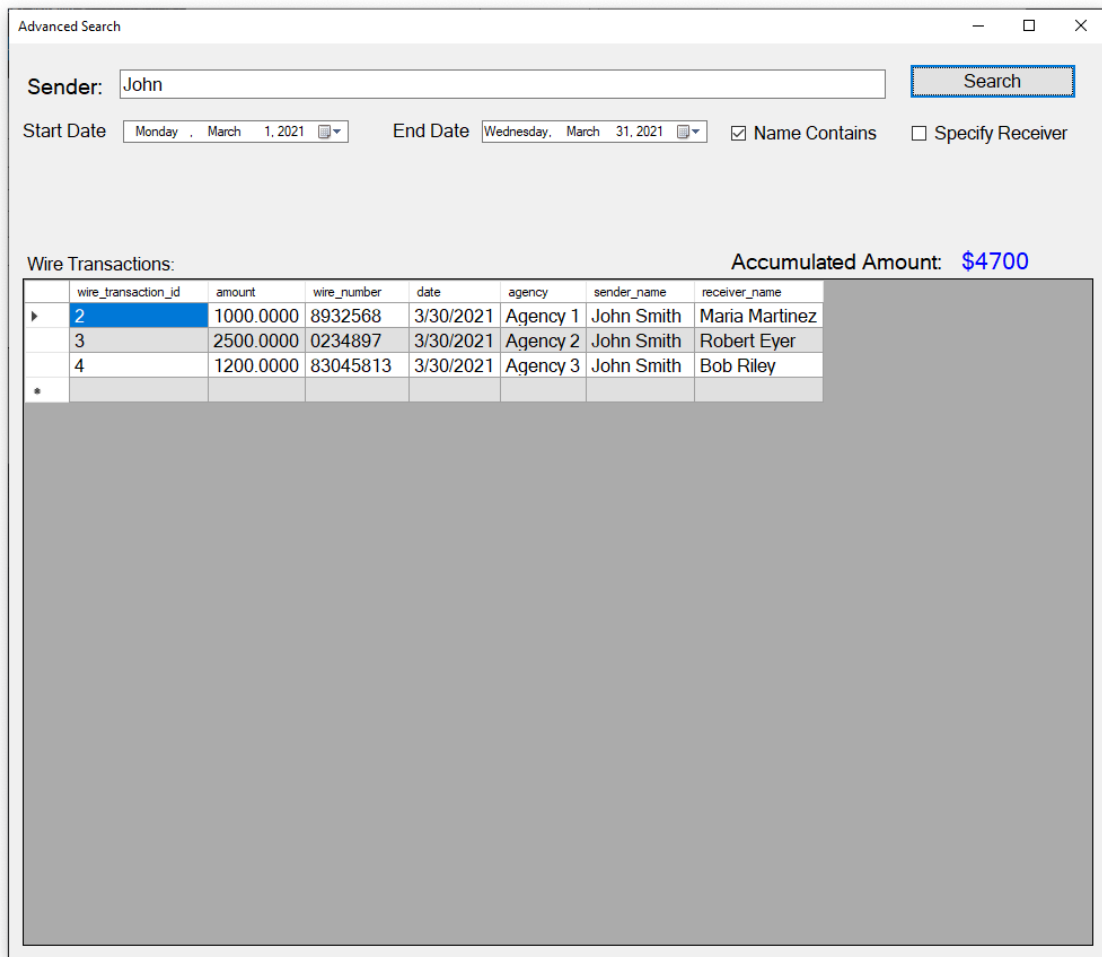 Advanced Search
Sender: John Search
Start Date Monday , March 1, 2021 End Date Wednesday, March 31, 2021 Name Contains Specify Receiver
Wire Transactions: Accumulated Amount: $4700
wire_transaction_id amount wire_number date agency sender_name receiver_name
2 1000.0000 8932568 3/30/2021 Agency 1 John Smith Maria Martinez
3 2500.0000 0234897 3/30/2021 Agency 2 John Smith Robert Eyer
4 1200.0000 83045813 3/30/2021 Agency 3 John Smith Bob Riley